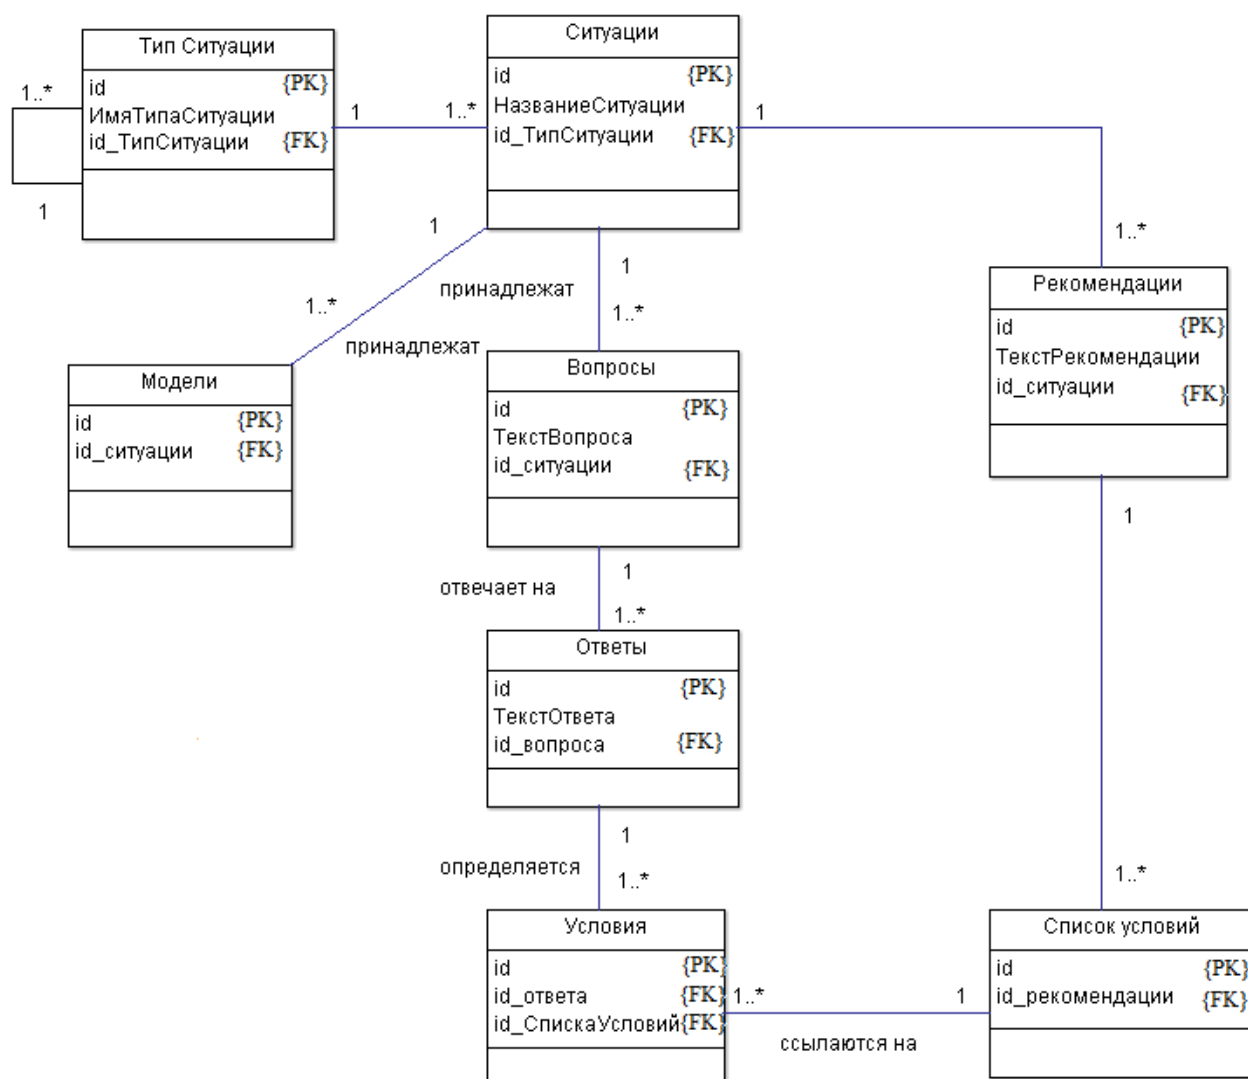 Тип Ситуации
id {PK}
ИмяТипаСитуации
id_ТипСитуации {FK}
1..*
1
1
1..*
Ситуации
id {PK}
НазваниеСитуации
id_ТипСитуации {FK}
1
1..*
1
1..*
принадлежат
1
1..*
принадлежат
Рекомендации
id {PK}
ТекстРекомендации
id_ситуации {FK}
Модели
id {PK}
id_ситуации {FK}
Вопросы
id {PK}
ТекстВопроса
id_ситуации {FK}
1
отвечает на
1..*
1
Ответы
id {PK}
ТекстОтвета
id_вопроса {FK}
1
определяется
1..*
1..*
Условия
id {PK}
id_ответа {FK}
id_СпискаУсловий {FK}
1..*
1
ссылаются на
Список условий
id {PK}
id_рекомендации {FK}